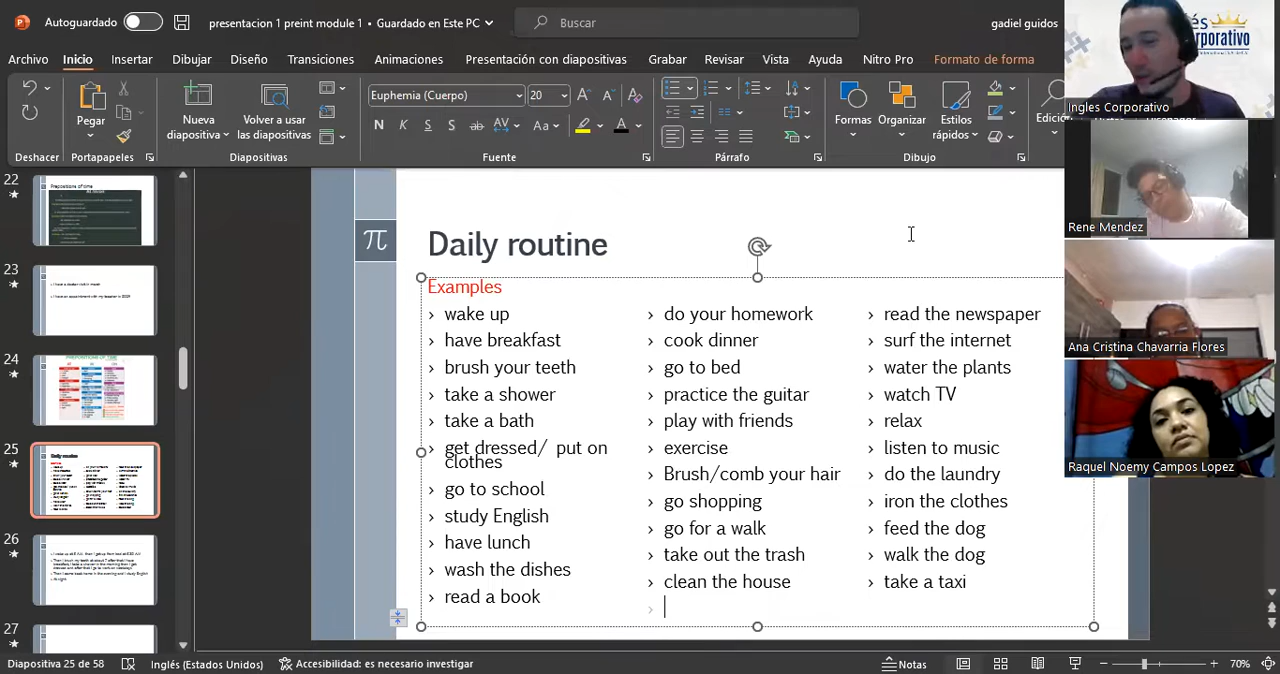 Autoguardado
presentacion 1 preint module 1 • Guardado en Este PC
Buscar
gadiel guidos
Archivo Inicio Insertar Dibujar Diseño Transiciones Animaciones Presentación con diapositivas Grabar Revisar Vista Ayuda Nitro Pro Formato de forma
Pegar
Nueva diapositiva
Volver a usar las diapositivas
Euphemia (Cuerpo) 20
N K S S ab AV Aa A
Formas Organizar Estilos rápidos Edición
Deshacer Portapapeles Diapositivas Fuente Párrafo Dibujo
Ingles Corporativo
Rene Mendez
Ana Cristina Chavarria Flores
Raquel Noemy Campos Lopez
22
23
24
25
26
27
π
Daily routine
Examples
wake up
have breakfast
brush your teeth
take a shower
take a bath
get dressed/ put on
clothes
go to school
study English
have lunch
wash the dishes
read a book
do your homework
cook dinner
go to bed
practice the guitar
play with friends
exercise
Brush/comb your hair
go shopping
go for a walk
take out the trash
clean the house
read the newspaper
surf the internet
water the plants
watch TV
relax
listen to music
do the laundry
iron the clothes
feed the dog
walk the dog
take a taxi
Diapositiva 25 de 58 Inglés (Estados Unidos) Accesibilidad: es necesario investigar Notas 70%